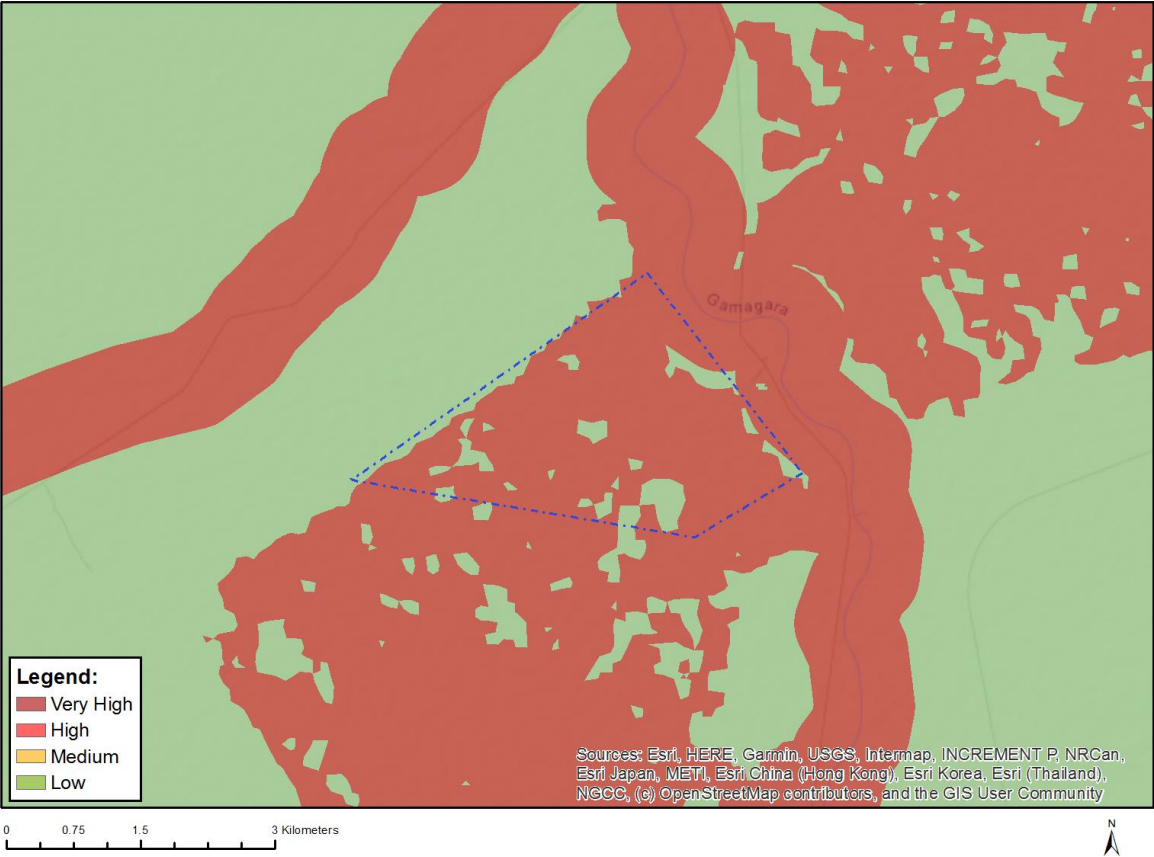 Gamagara
Legend:
Very High
High
Medium
Low
Sources: Esri, HERE, Garmin, USGS, Intermap, INCREMENT P, NRCan,
Esri Japan, METI, Esri China (Hong Kong), Esri Korea, Esri (Thailand),
NGCC, (c) OpenStreetMap contributors, and the GIS User Community
0 0.75 1.5 3 Kilometers
N